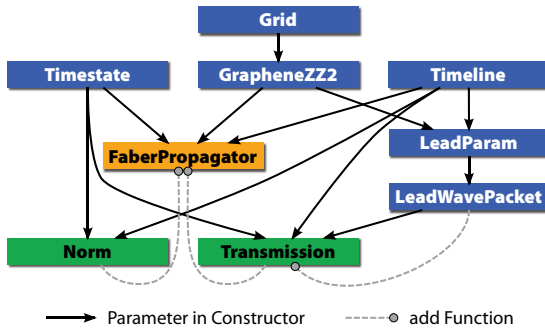 Grid
Timestate
GrapheneZZ2
Timeline
FaberPropagator
LeadParam
LeadWavePacket
Norm
Transmission
Parameter in Constructor
add Function